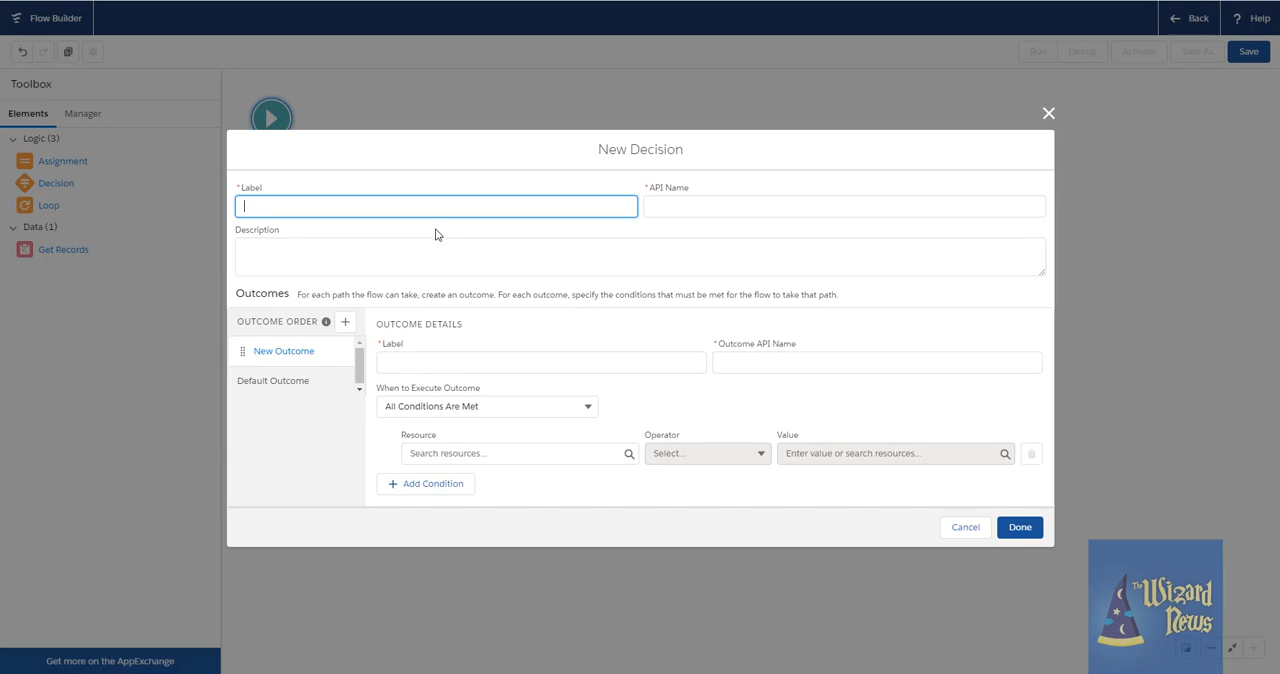 Flow Builder
Back
? Help
Run
Debug
Activate
Save As
Save
Toolbox
Elements
Manager
Logic (3)
Assignment
Decision
Loop
Data (1)
Get Records
Get more on the AppExchange
New Decision
* Label
* API Name
Description
Outcomes For each path the flow can take, create an outcome. For each outcome, specify the conditions that must be met for the flow to take that path.
OUTCOME ORDER
New Outcome
Default Outcome
OUTCOME DETAILS
* Label
* Outcome API Name
When to Execute Outcome
All Conditions Are Met
Resource
Operator
Value
Search resources...
Select...
Enter value or search resources...
+ Add Condition
Cancel
Done
The
Wizard
News